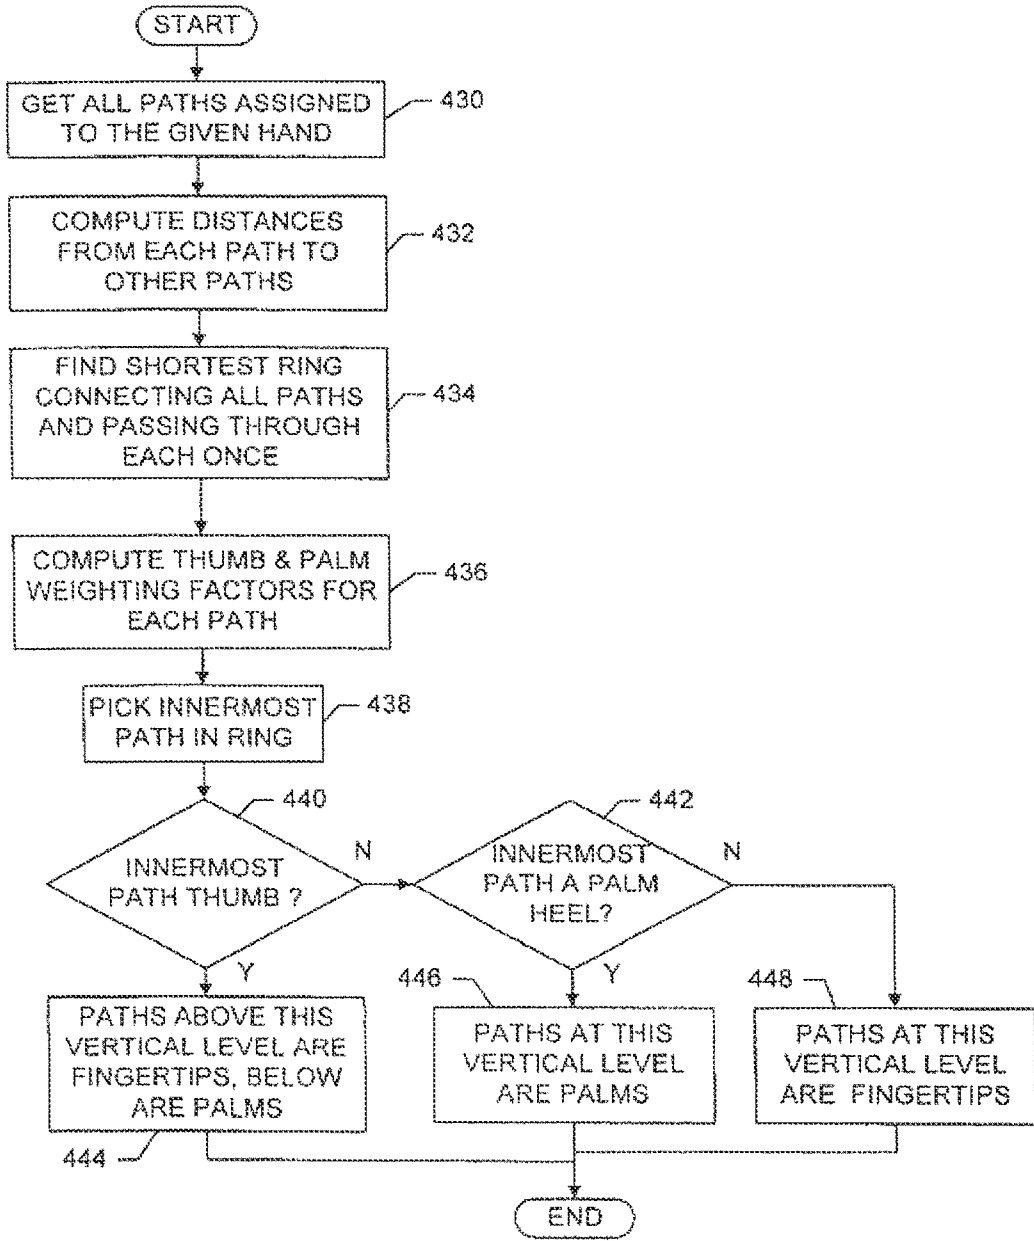 START
GET ALL PATHS ASSIGNED
TO THE GIVEN HAND
430
COMPUTE DISTANCES
FROM EACH PATH TO
OTHER PATHS
432
FIND SHORTEST RING
CONNECTING ALL PATHS
AND PASSING THROUGH
EACH ONCE
434
COMPUTE THUMB & PALM
WEIGHTING FACTORS FOR
EACH PATH
436
PICK INNERMOST
PATH IN RING
438
440
INNERMOST
PATH THUMB ?
N
Y
442
INNERMOST
PATH A PALM
HEEL?
N
Y
PATHS ABOVE THIS
VERTICAL LEVEL ARE
FINGERTIPS, BELOW
ARE PALMS
444
446
PATHS AT THIS
VERTICAL LEVEL
ARE PALMS
448
PATHS AT THIS
VERTICAL LEVEL
ARE FINGERTIPS
END